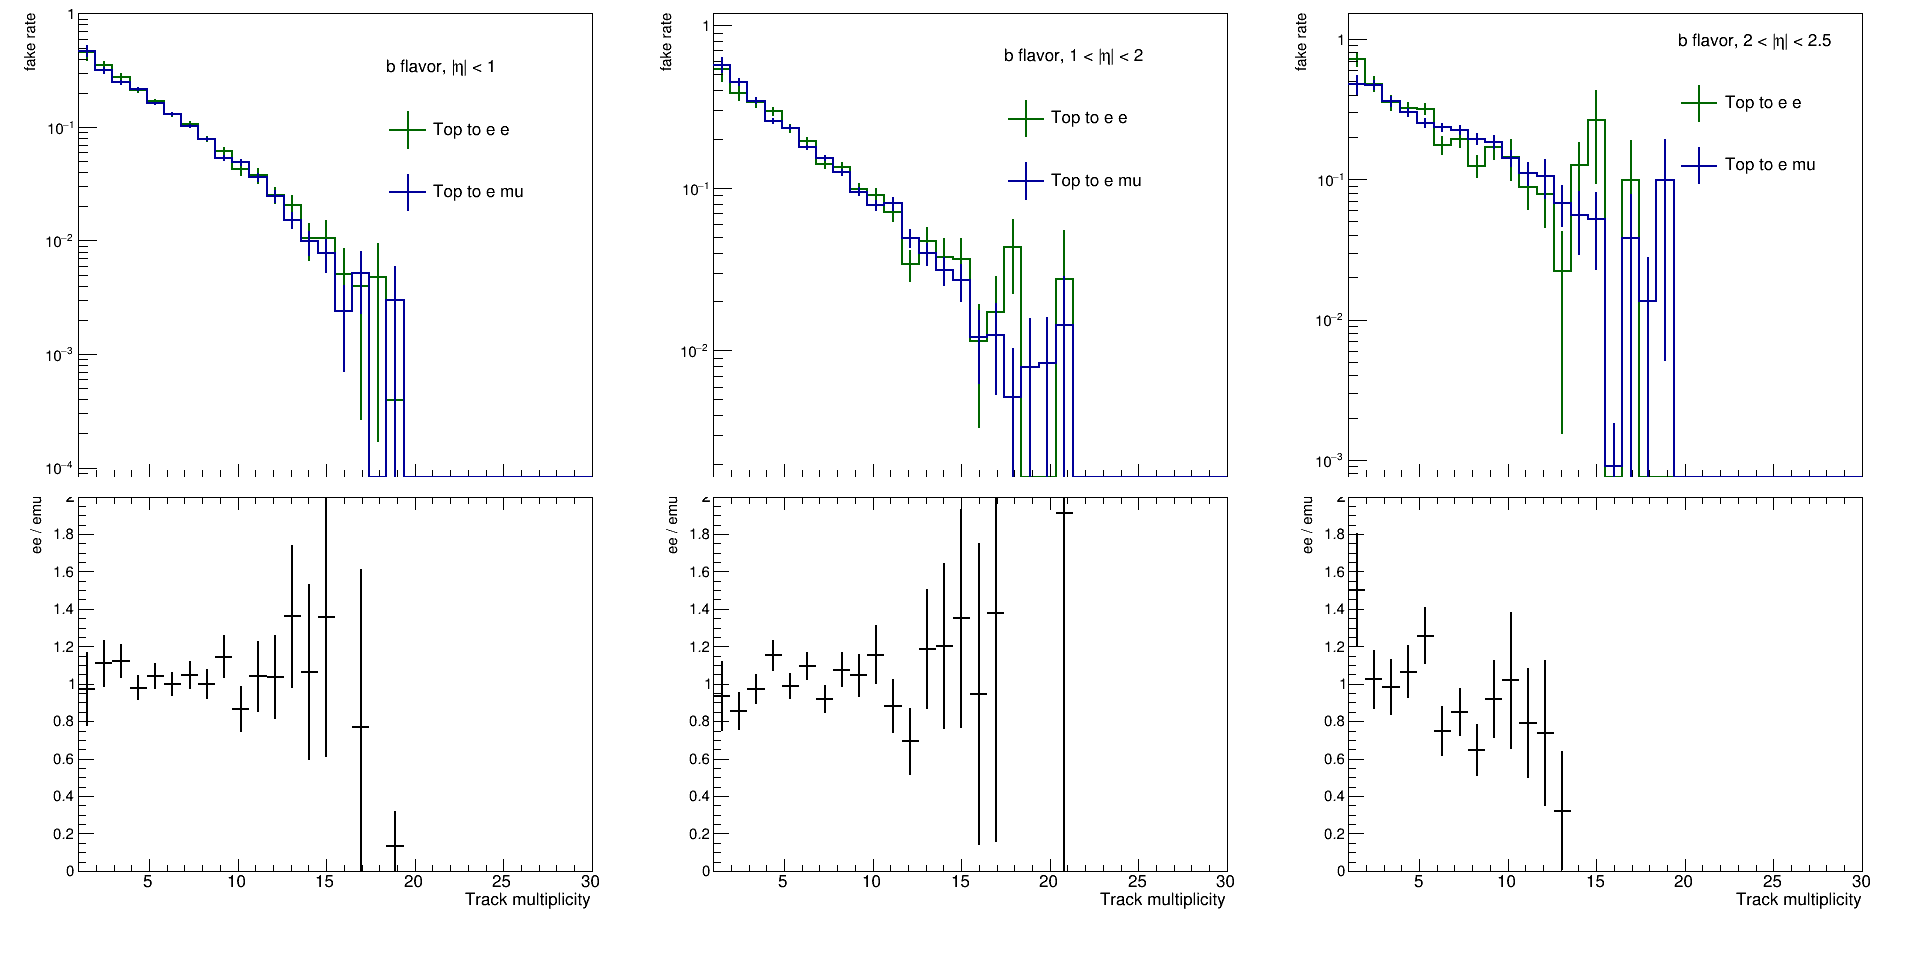 fake rate
1
10⁻¹
10⁻²
10⁻³
10⁻⁴
b flavor, |η| < 1
Top to e e
Top to e mu
fake rate
1
10⁻¹
10⁻²
b flavor, 1 < |η| < 2
Top to e e
Top to e mu
fake rate
1
10⁻¹
10⁻²
10⁻³
b flavor, 2 < |η| < 2.5
Top to e e
Top to e mu
ee / emu
2
1.8
1.6
1.4
1.2
1
0.8
0.6
0.4
0.2
0
5 10 15 20 25 30
Track multiplicity
ee / emu
2
1.8
1.6
1.4
1.2
1
0.8
0.6
0.4
0.2
0
5 10 15 20 25 30
Track multiplicity
ee / emu
2
1.8
1.6
1.4
1.2
1
0.8
0.6
0.4
0.2
0
5 10 15 20 25 30
Track multiplicity